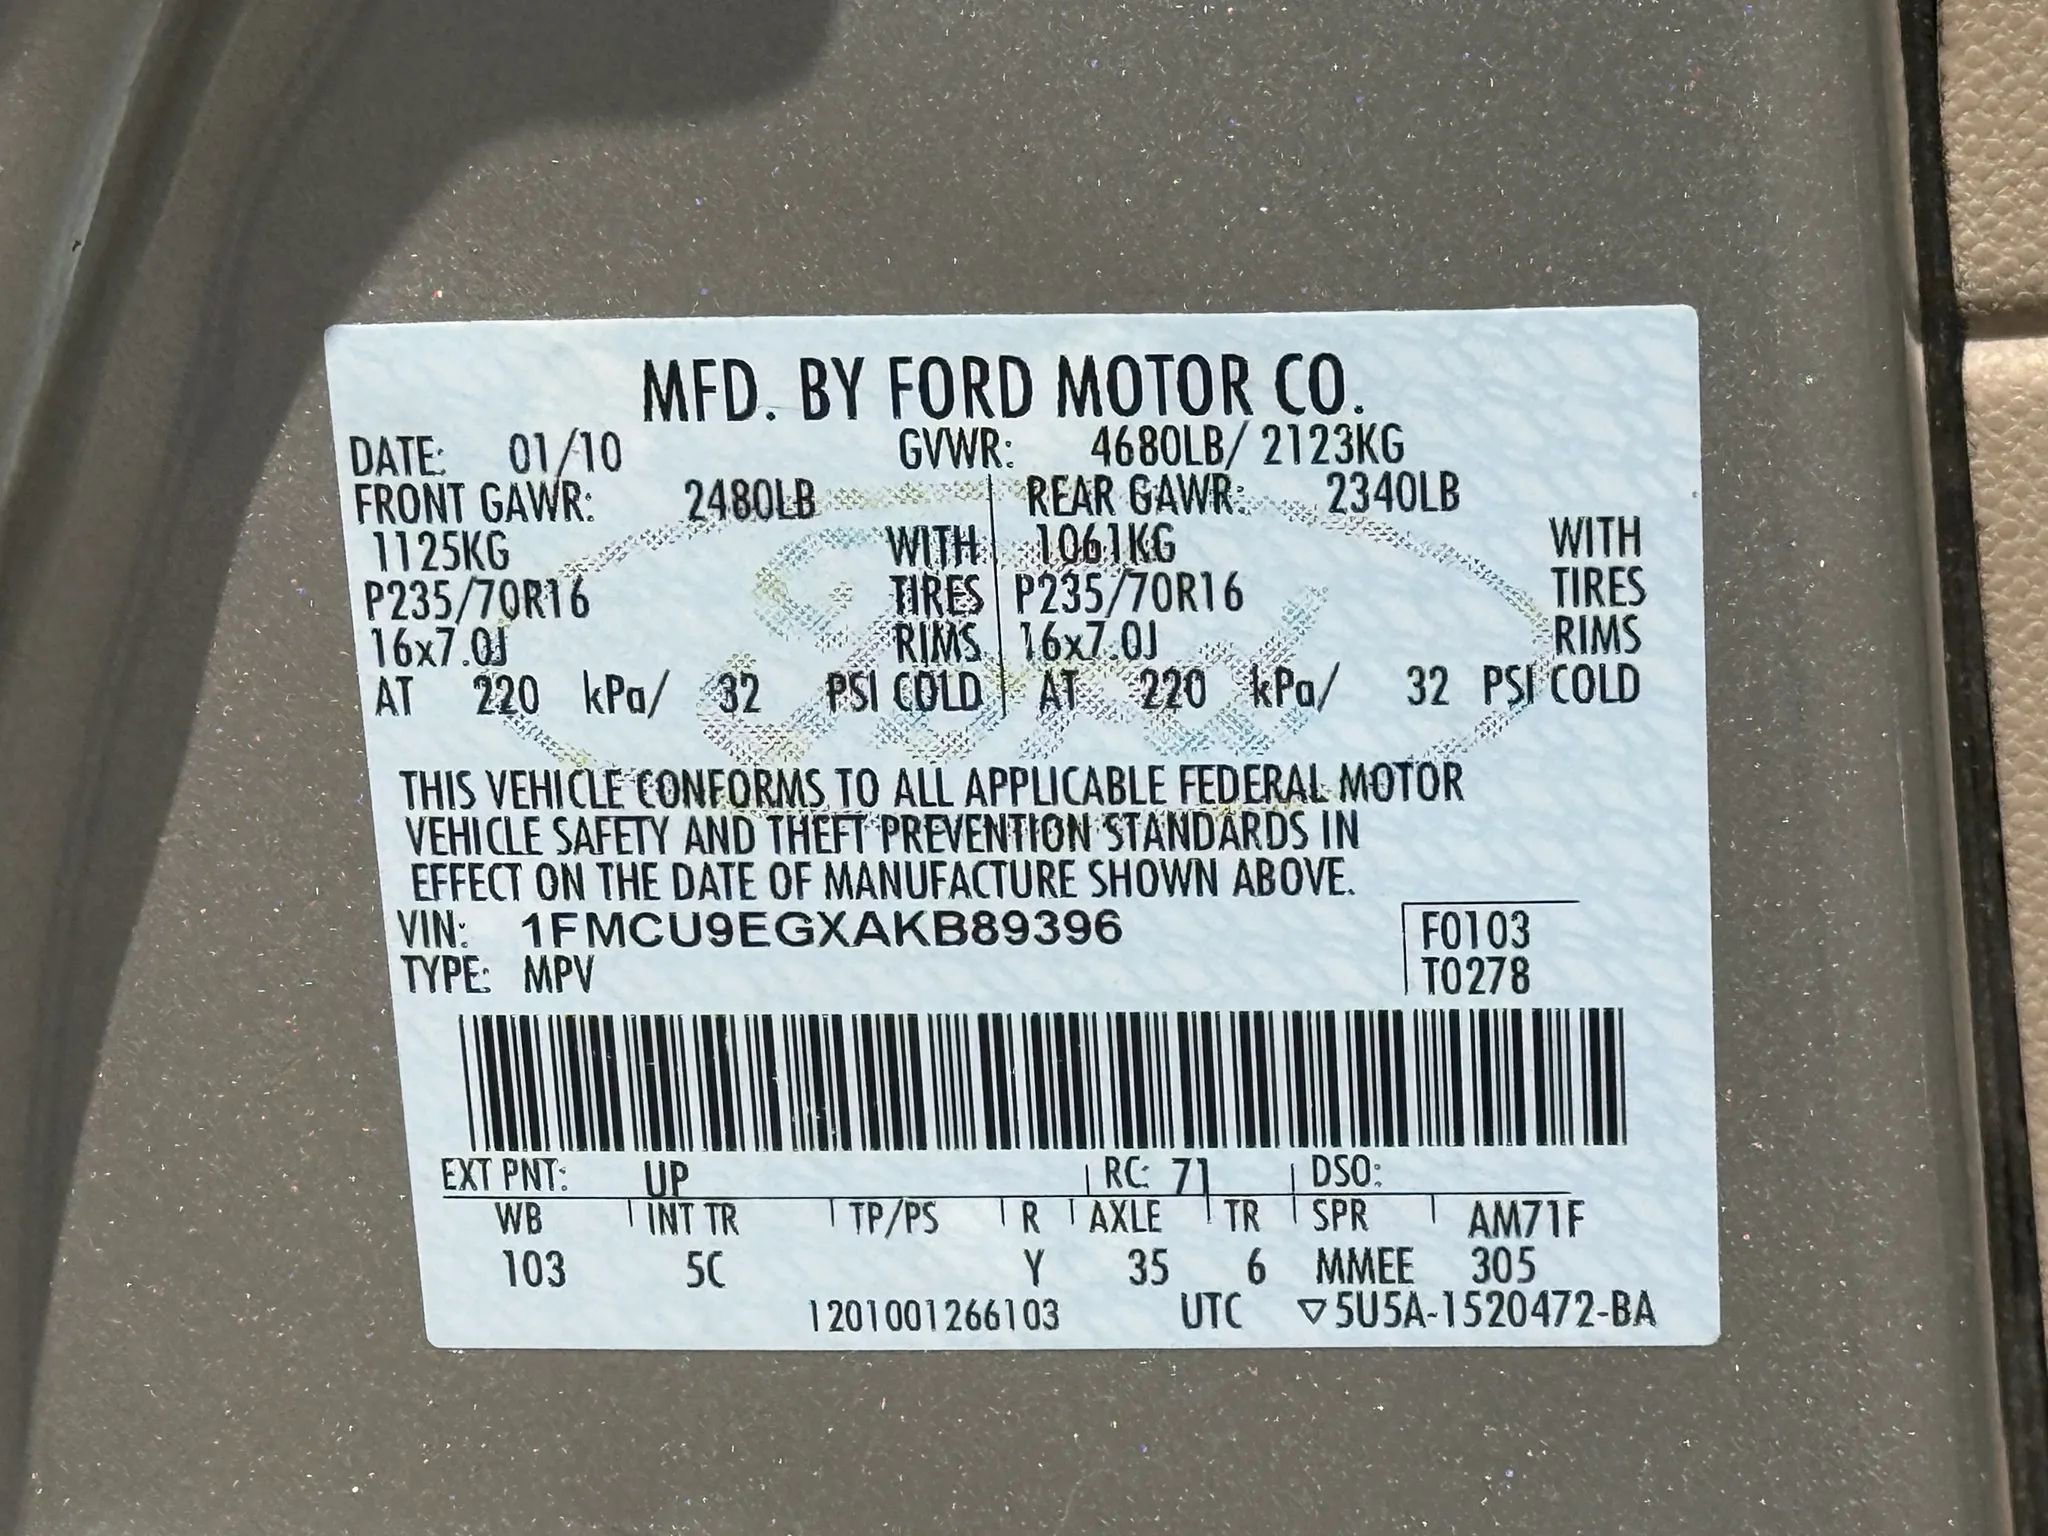 MFD. BY FORD MOTOR CO.
DATE: 01/10 GVWR: 4680LB/ 2123KG
FRONT GAWR: 2480LB REAR GAWR: 2340LB
1125KG WITH 1061KG WITH
P235/70R16 TIRES P235/70R16 TIRES
16x7.0J RIMS 16x7.0J RIMS
AT 220 kPa/ 32 PSI COLD AT 220 kPa/ 32 PSI COLD
Ford
THIS VEHICLE CONFORMS TO ALL APPLICABLE FEDERAL MOTOR
VEHICLE SAFETY AND THEFT PREVENTION STANDARDS IN
EFFECT ON THE DATE OF MANUFACTURE SHOWN ABOVE.
VIN: 1FMCU9EGXAKB89396 F0103
TYPE: MPV T0278
EXT PNT: UP RC: 71 DSO:
WB INT TR TP/PS R AXLE TR SPR AM71F
103 5C Y 35 6 MMEE 305
1201001266103 UTC ▽5U5A-1520472-BA